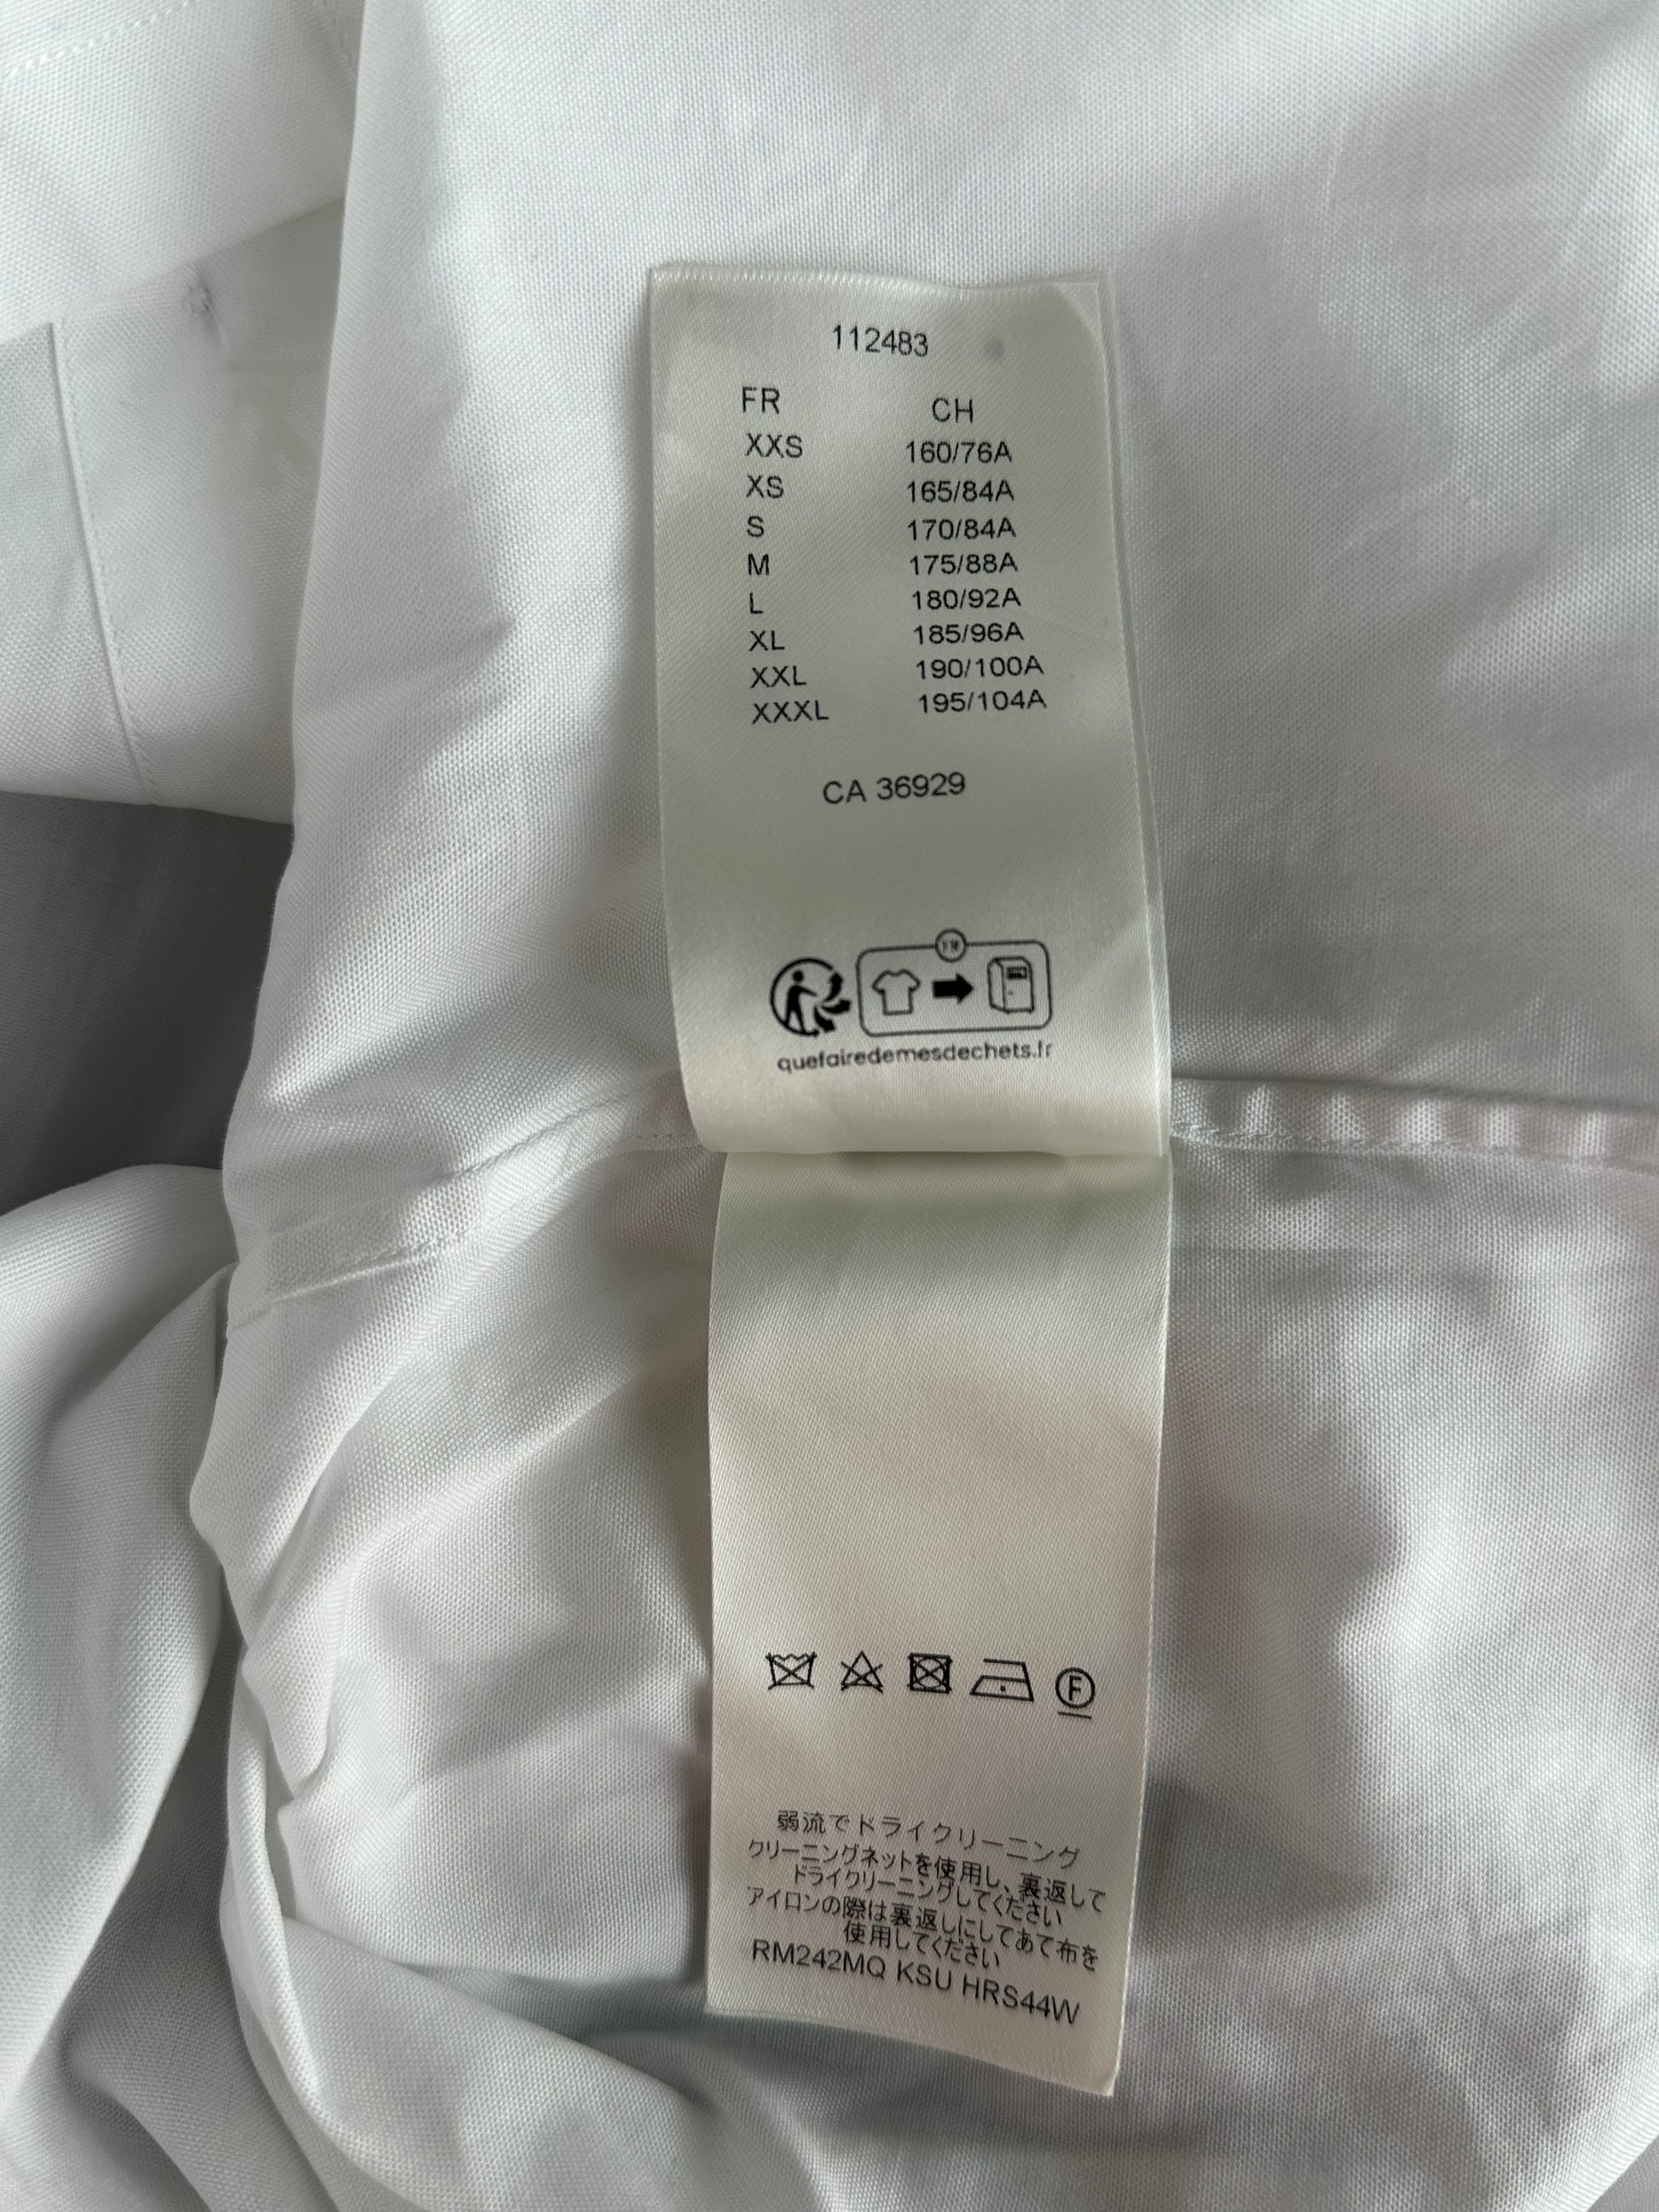 112483
FR CH
XXS 160/76A
XS 165/84A
S 170/84A
M 175/88A
L 180/92A
XL 185/96A
XXL 190/100A
XXXL 195/104A
CA 36929
FR
quefairedemesdechets.fr
F
弱流でドライクリーニング
クリーニングネットを使用し、裏返して
ドライクリーニングしてください
アイロンの際は裏返しにしてあて布を
使用してください
RM242MQ KSU HRS44W